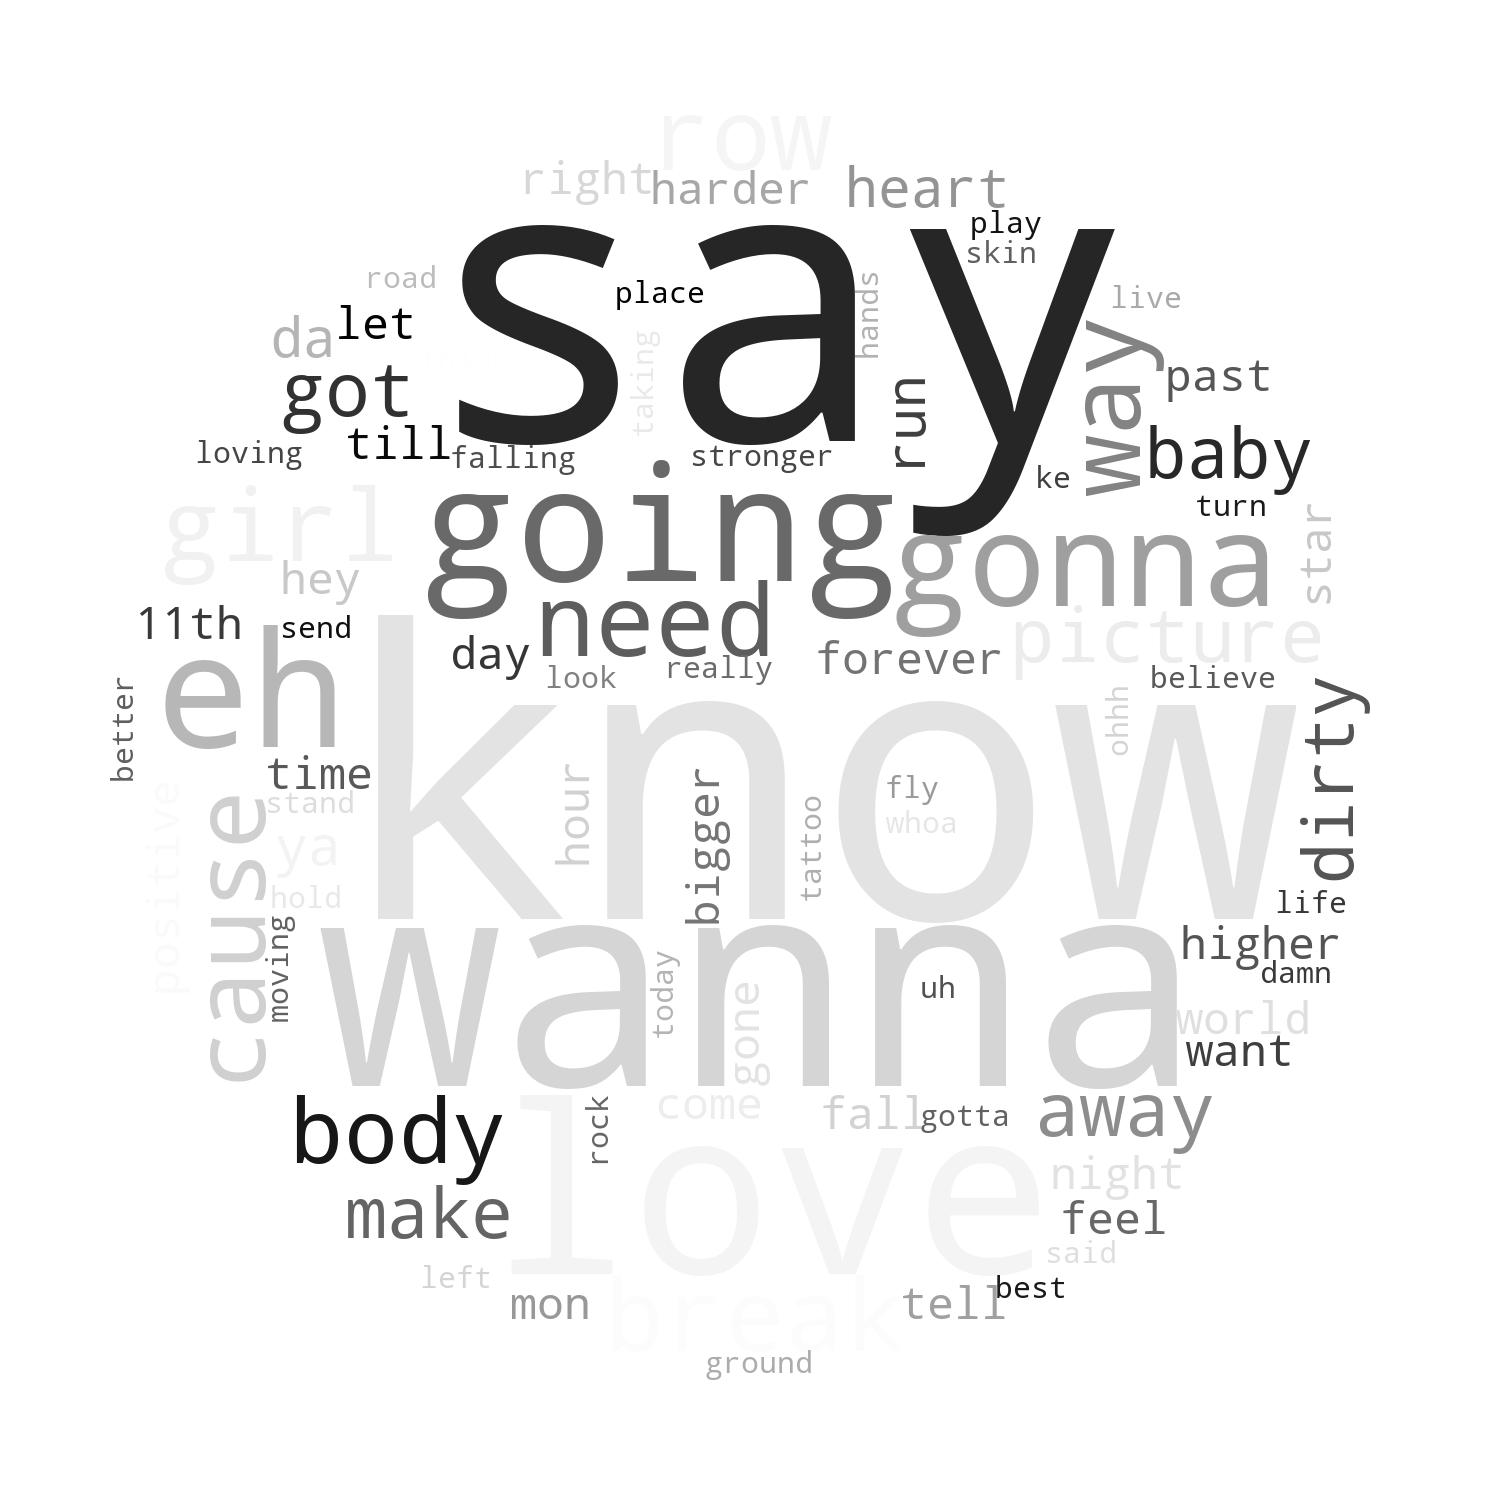 row
right
harder
heart
say
play
skin
road
place
hands
live
da
let
taking
way
past
got
run
till
baby
loving
falling
stronger
going
ke
turn
girl
gonna
star
hey
need
11th
send
eh
day
look
really
forever
picture
believe
know
ohhh
better
dirty
time
hour
bigger
fly
stand
tattoo
whoa
positive
cause
ya
hold
life
moving
wanna
higher
damn
today
gone
uh
world
want
body
rock
come
fall
gotta
away
love
night
make
feel
said
left
mon
break
tell
best
ground